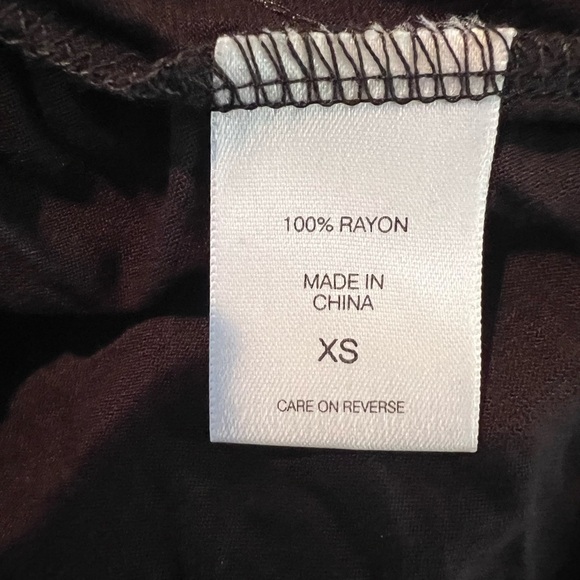 100% RAYON
MADE IN
CHINA
XS
CARE ON REVERSE